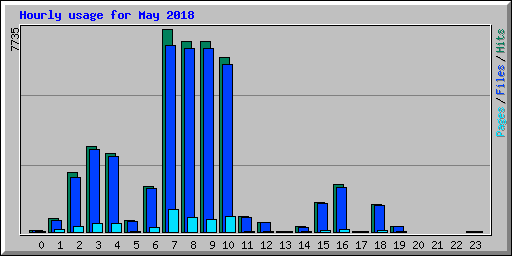 Hourly usage for May 2018
7735
Pages/Files/Hits
0 1 2 3 4 5 6 7 8 9 10 11 12 13 14 15 16 17 18 19 20 21 22 23